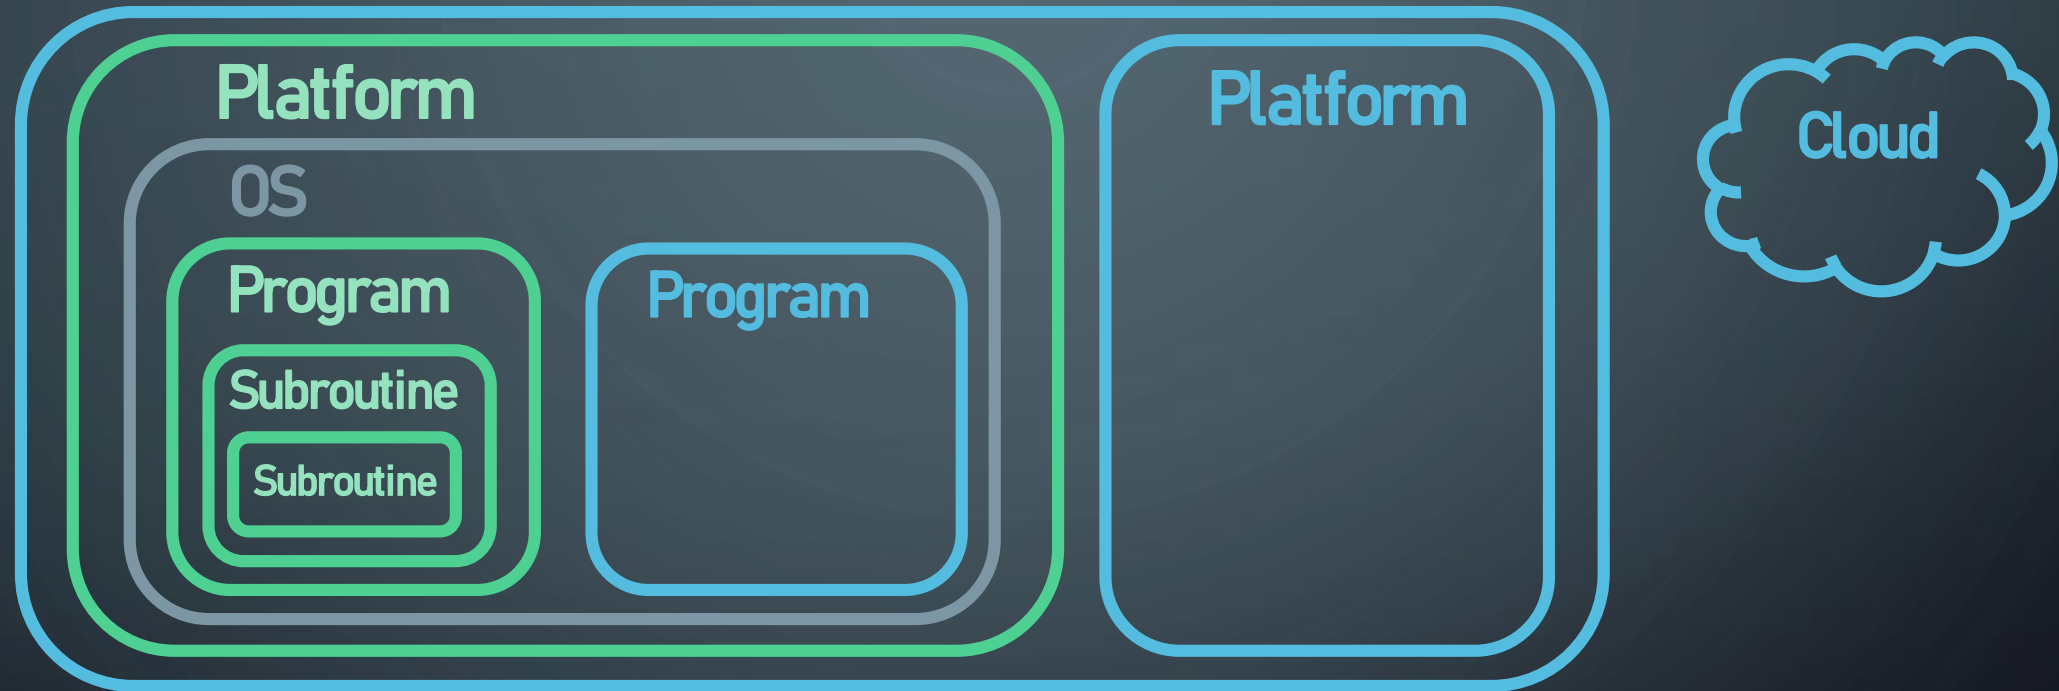 Platform
OS
Program
Subroutine
Subroutine
Program
Platform
Cloud